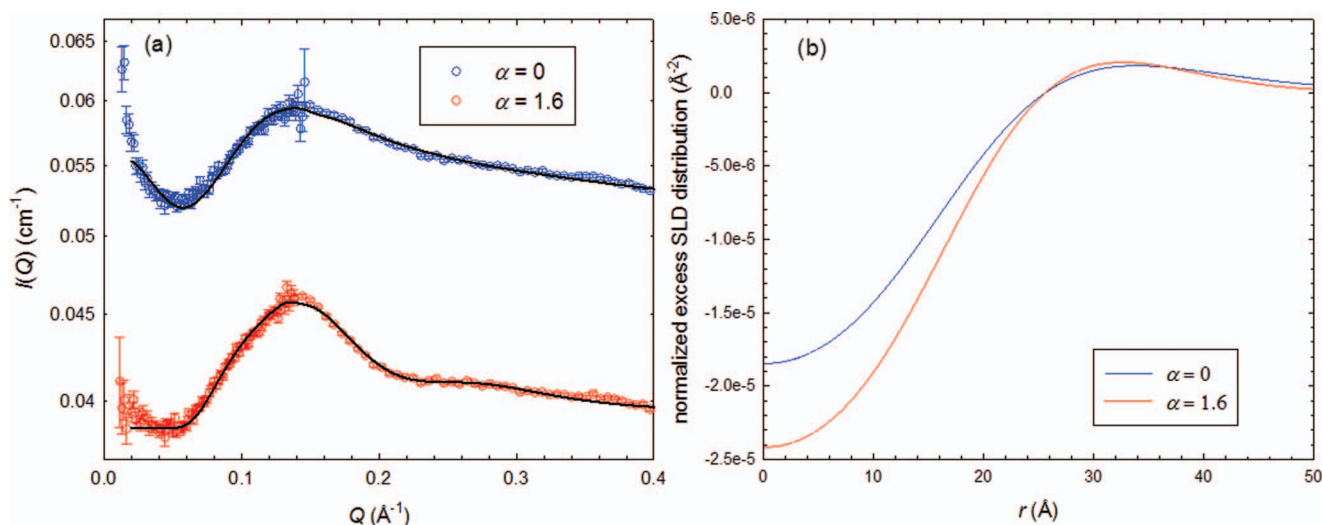 (a)
α = 0
α = 1.6
0.065
0.06
0.055
0.05
0.045
0.04
I(Q) (cm⁻¹)
0.0
0.1
0.2
0.3
0.4
Q (Å⁻¹)
(b)
5.0e-6
0.0
-5.0e-6
-1.0e-5
-1.5e-5
-2.0e-5
-2.5e-5
normalized excess SLD distribution (Å⁻²)
α = 0
α = 1.6
0
10
20
30
40
50
r (Å)